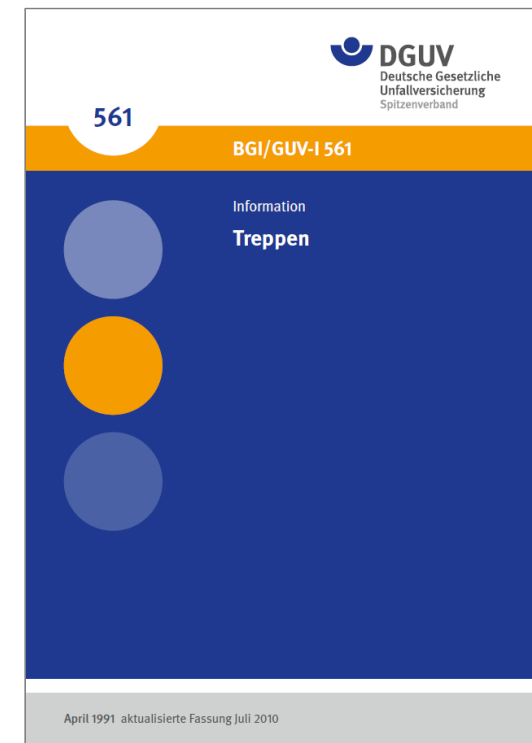 DGUV
Deutsche Gesetzliche
Unfallversicherung
Spitzenverband
561
BGI/GUV-I 561
Information
Treppen
April 1991 aktualisierte Fassung Juli 2010